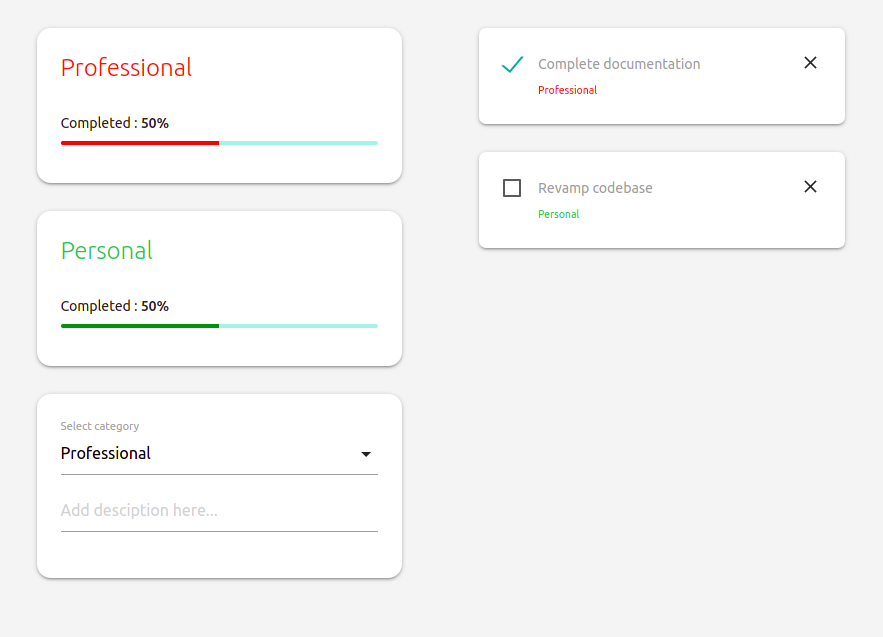 Professional
Completed : 50%
Personal
Completed : 50%
Select category
Professional
Add desciption here...
Complete documentation
Professional
Revamp codebase
Personal